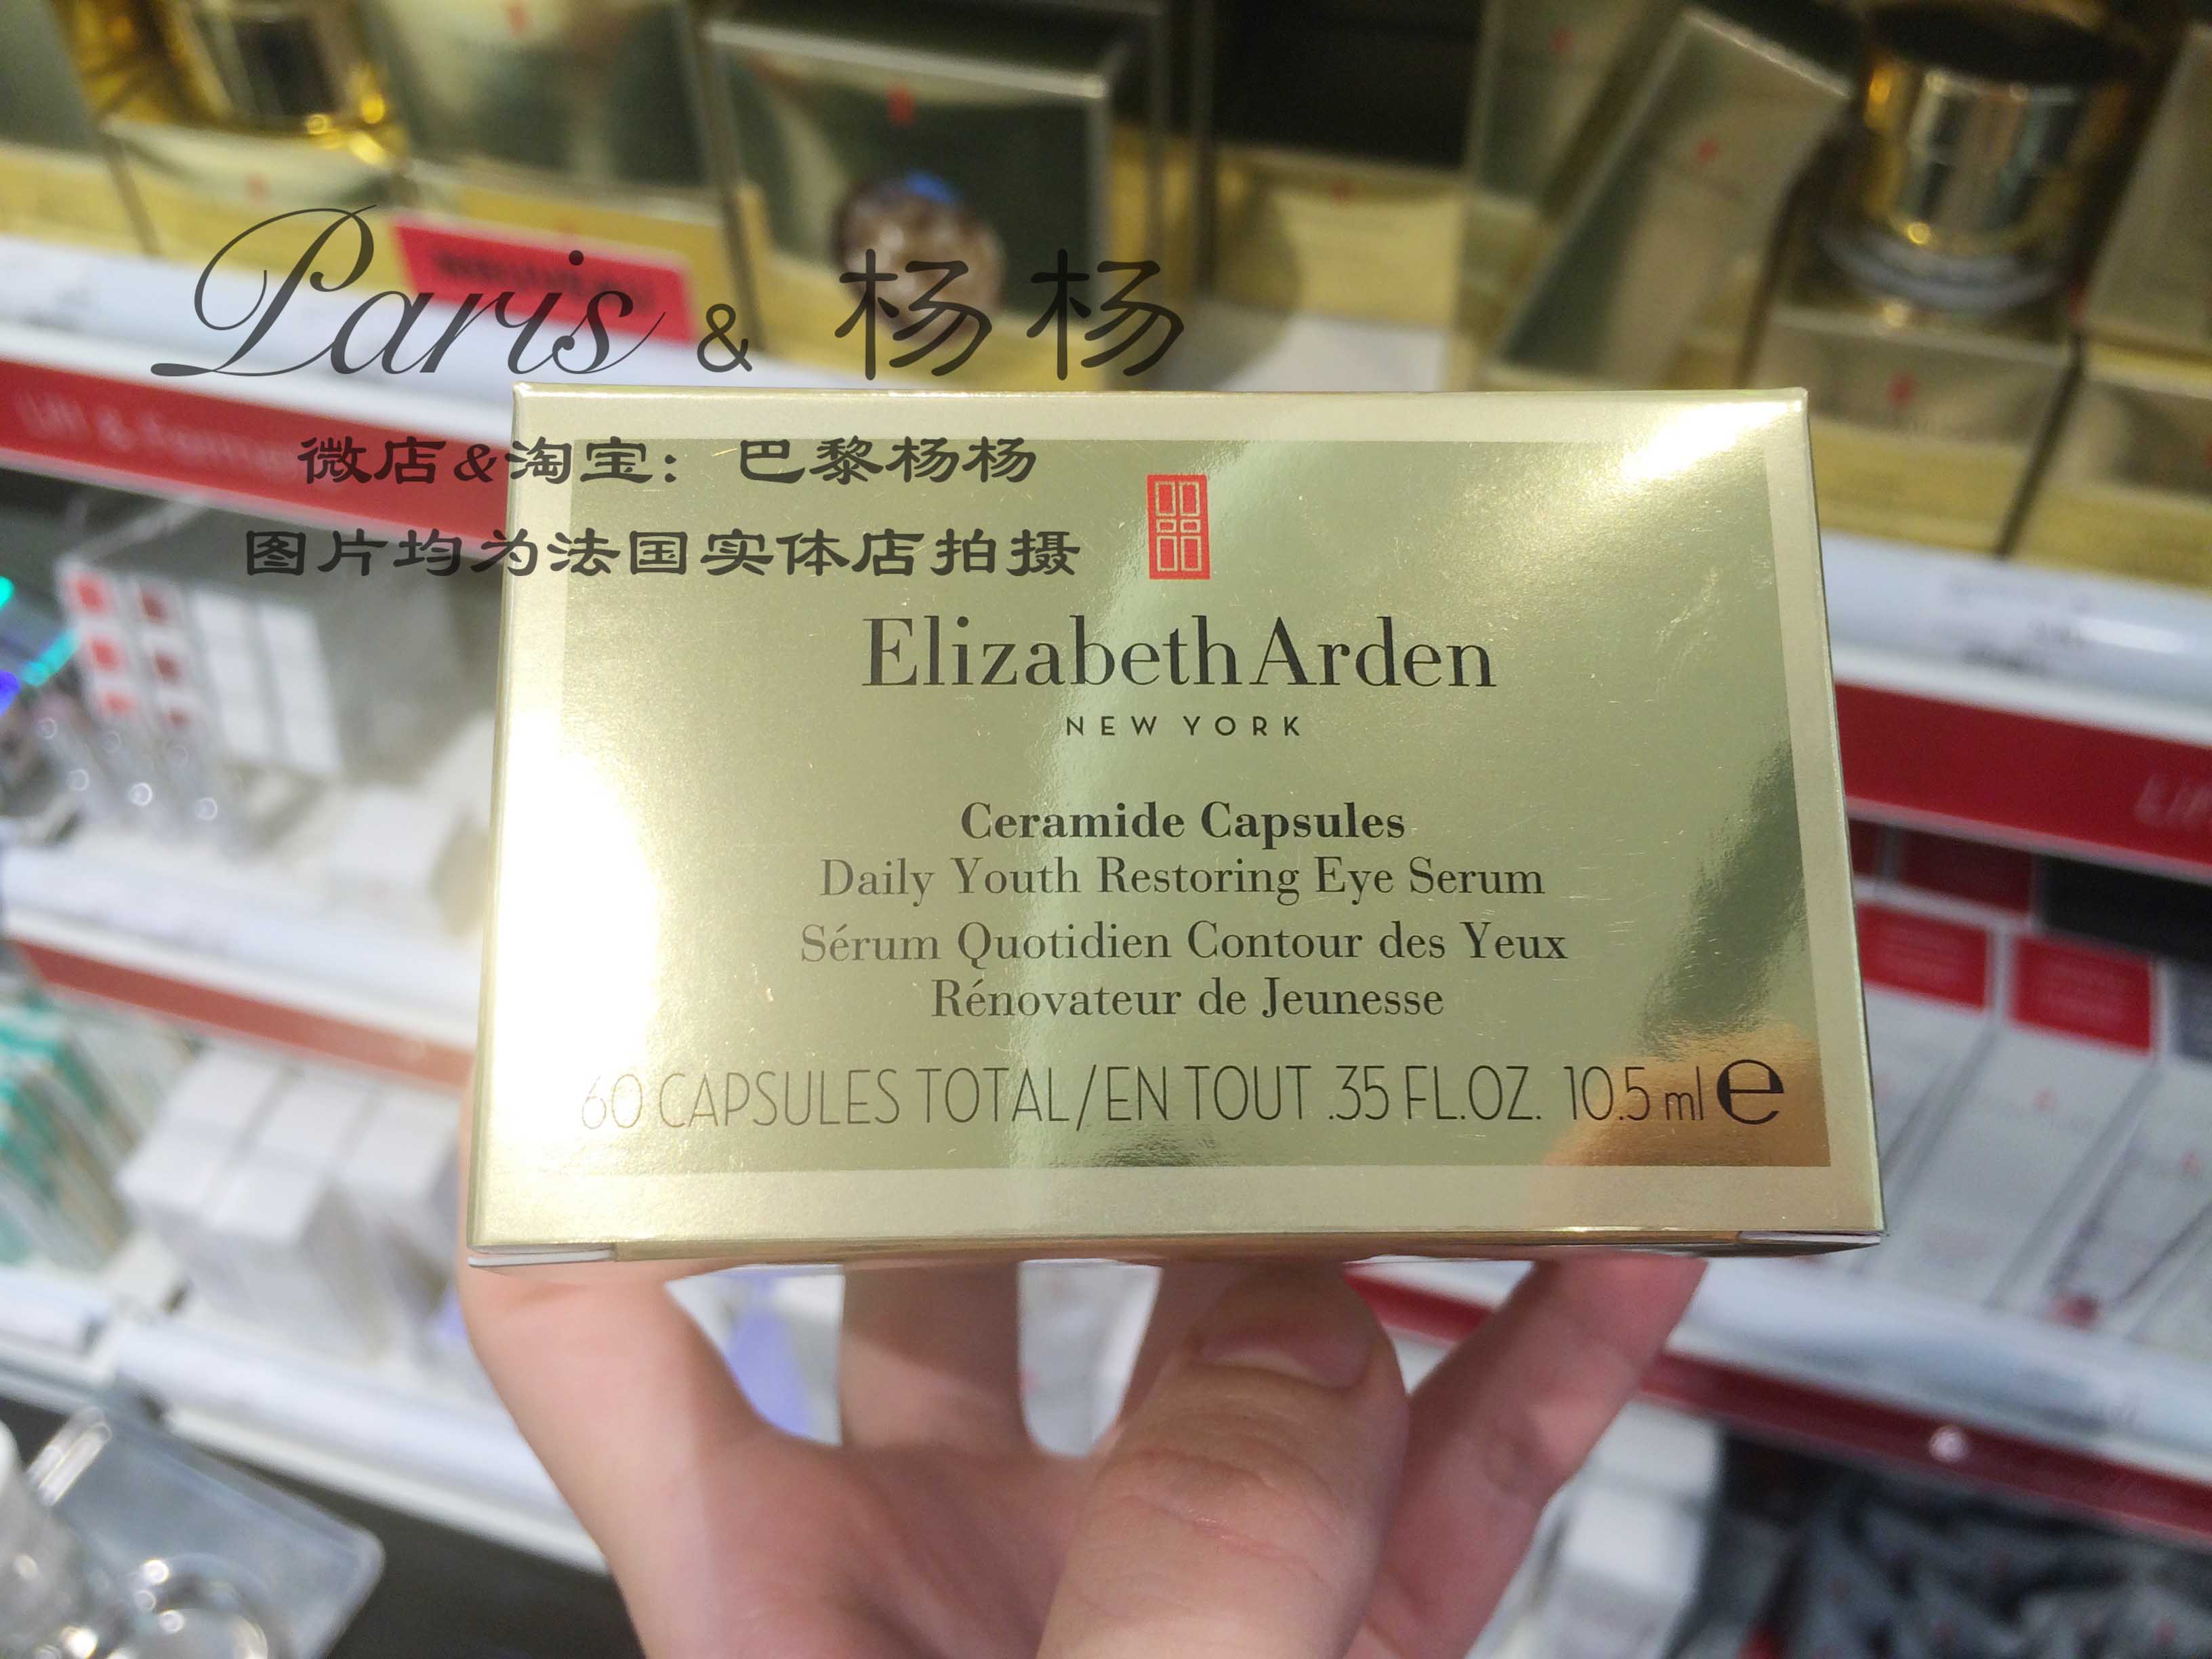 Paris & 杨杨
微店&淘宝：巴黎杨杨
图片均为法国实体店拍摄
Elizabeth Arden
NEW YORK
Ceramide Capsules
Daily Youth Restoring Eye Serum
Sérum Quotidien Contour des Yeux
Rénovateur de Jeunesse
60 CAPSULES TOTAL/EN TOUT .35 FL.OZ. 10.5 ml e